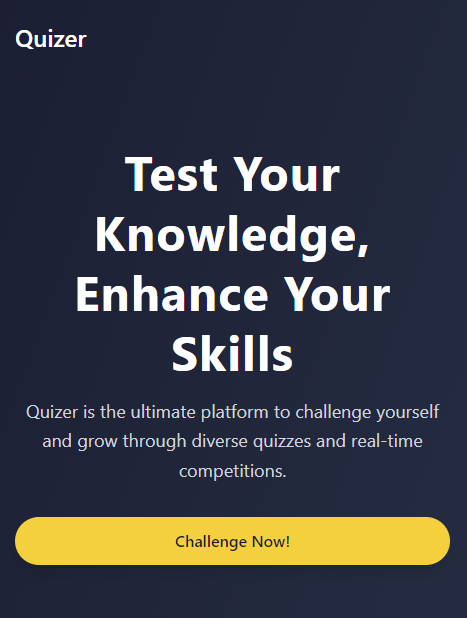 Quizer
Test Your
Knowledge,
Enhance Your
Skills
Quizer is the ultimate platform to challenge yourself
and grow through diverse quizzes and real-time
competitions.
Challenge Now!